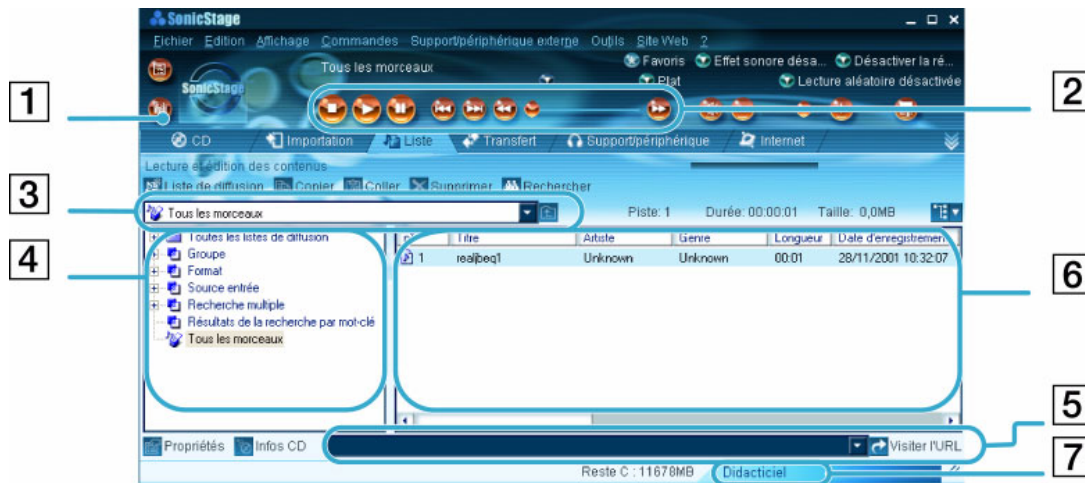 SonicStage
Fichier Edition Affichage Commandes Support/périphérique externe Outils Site Web ?
Tous les morceaux
Favoris Effet sonore désa... Désactiver la ré...
Plat Lecture aléatoire désactivée
SonicStage
1
2
CD Importation Liste Transfert Support/périphérique Internet
Lecture et édition des contenus
Liste de diffusion Copier Coller Supprimer Rechercher
3
Tous les morceaux
Piste: 1 Durée: 00:00:01 Taille: 0,0MB
4
Toutes les listes de diffusion
Groupe
Format
Source entrée
Recherche multiple
Résultats de la recherche par mot-clé
Tous les morceaux
Titre Artiste Genre Longueur Date d'enregistremen
1 realjbeq1 Unknown Unknown 00:01 28/11/2001 10:32:07
6
5
Propriétés Infos CD
Visiter l'URL
Reste C : 11678MB Didacticiel
7